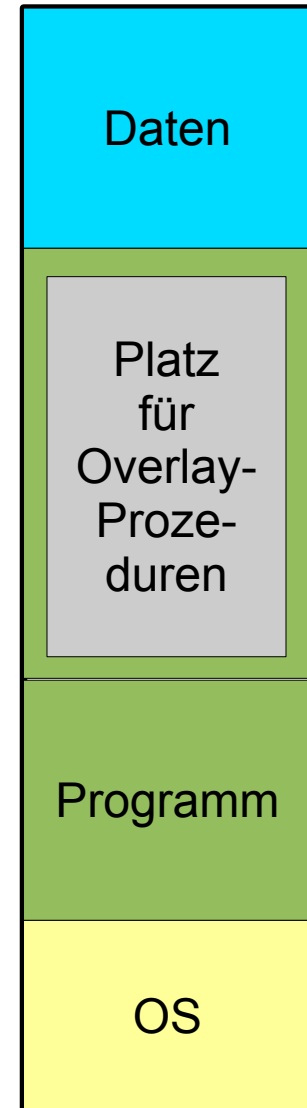 Daten
Platz
für
Overlay-
Proze-
duren
Programm
OS